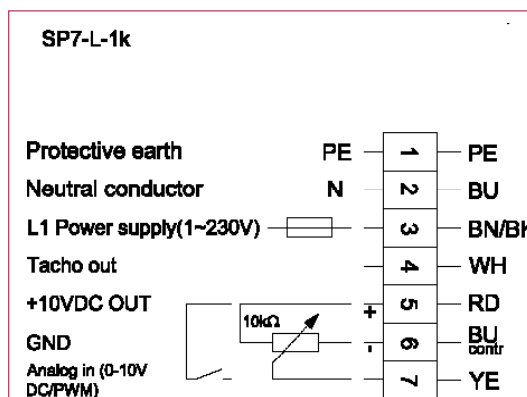 SP7-L-1k
Protective earth PE 1 PE
Neutral conductor N 2 BU
L1 Power supply(1~230V) 3 BN/BK
Tacho out 4 WH
+10VDC OUT + 5 RD
10kΩ
GND - 6 BU
contr
Analog in (0-10V
DC/PWM) 7 YE